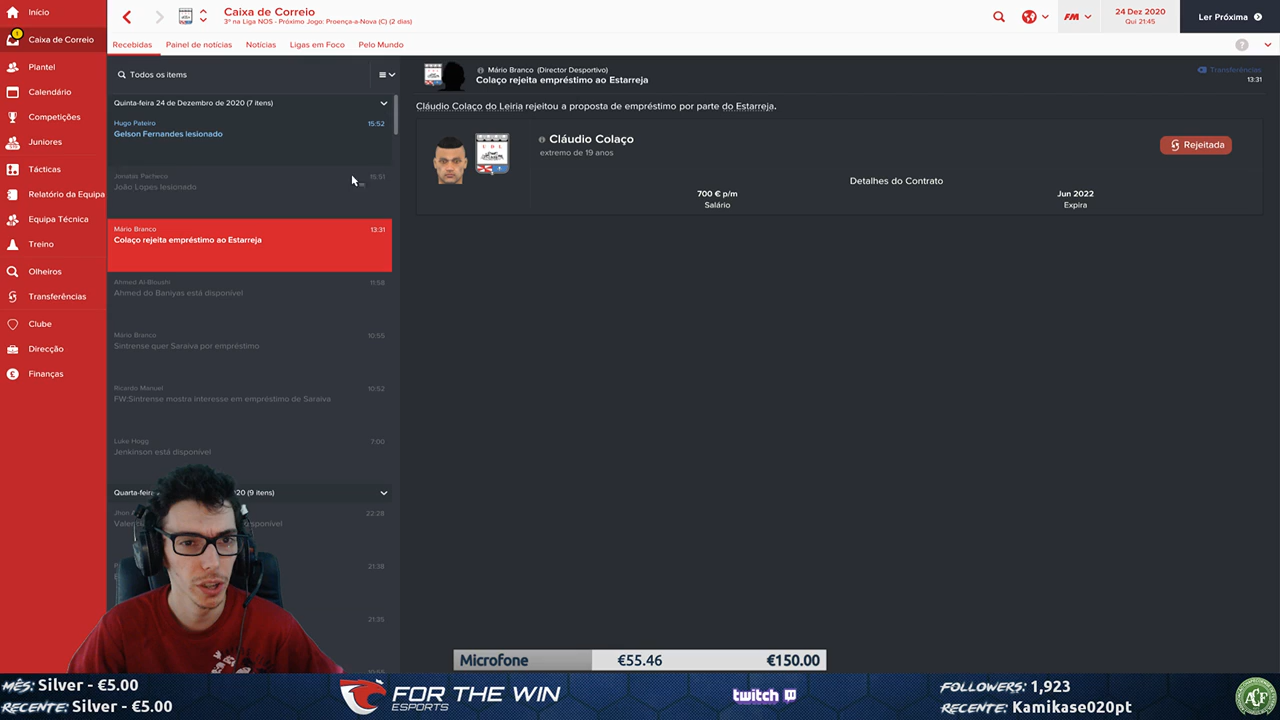 Início
Caixa de Correio
3º na Liga NOS - Próximo Jogo: Proença-a-Nova (C) (2 dias)
FM
24 Dez 2020
Qui 21:45
Ler Próxima
1
Caixa de Correio
Plantel
Calendário
Competições
Juniores
Tácticas
Relatório da Equipa
Equipa Técnica
Treino
Olheiros
Transferências
Clube
Direcção
Finanças
Recebidas
Painel de notícias
Notícias
Ligas em Foco
Pelo Mundo
?
Todos os items
Quinta-feira 24 de Dezembro de 2020 (7 itens)
Hugo Pateiro 15:52
Gelson Fernandes lesionado
Jonatas Pacheco 15:51
João Lopes lesionado
Mário Branco 13:31
Colaço rejeita empréstimo ao Estarreja
Ahmed Al-Bloushi 11:58
Ahmed do Baniyas está disponível
Mário Branco 10:55
Sintrense quer Saraiva por empréstimo
Ricardo Manuel 10:52
FW:Sintrense mostra interesse em empréstimo de Saraiva
Luke Hogg 7:00
Jenkinson está disponível
20 (9 itens)
22:28
21:38
21:35
Mário Branco (Director Desportivo)
Colaço rejeita empréstimo ao Estarreja
Transferências
13:31
Cláudio Colaço do Leiria rejeitou a proposta de empréstimo por parte do Estarreja.
Cláudio Colaço
extremo de 19 anos
Rejeitada
Detalhes do Contrato
700 € p/m
Salário
Jun 2022
Expira
Microfone €55.46 €150.00
MÊS: Silver - €5.00
RECENTE: Silver - €5.00
FOR THE WIN
ESPORTS
twitch
FOLLOWERS: 1,923
RECENTE: Kamikase020pt